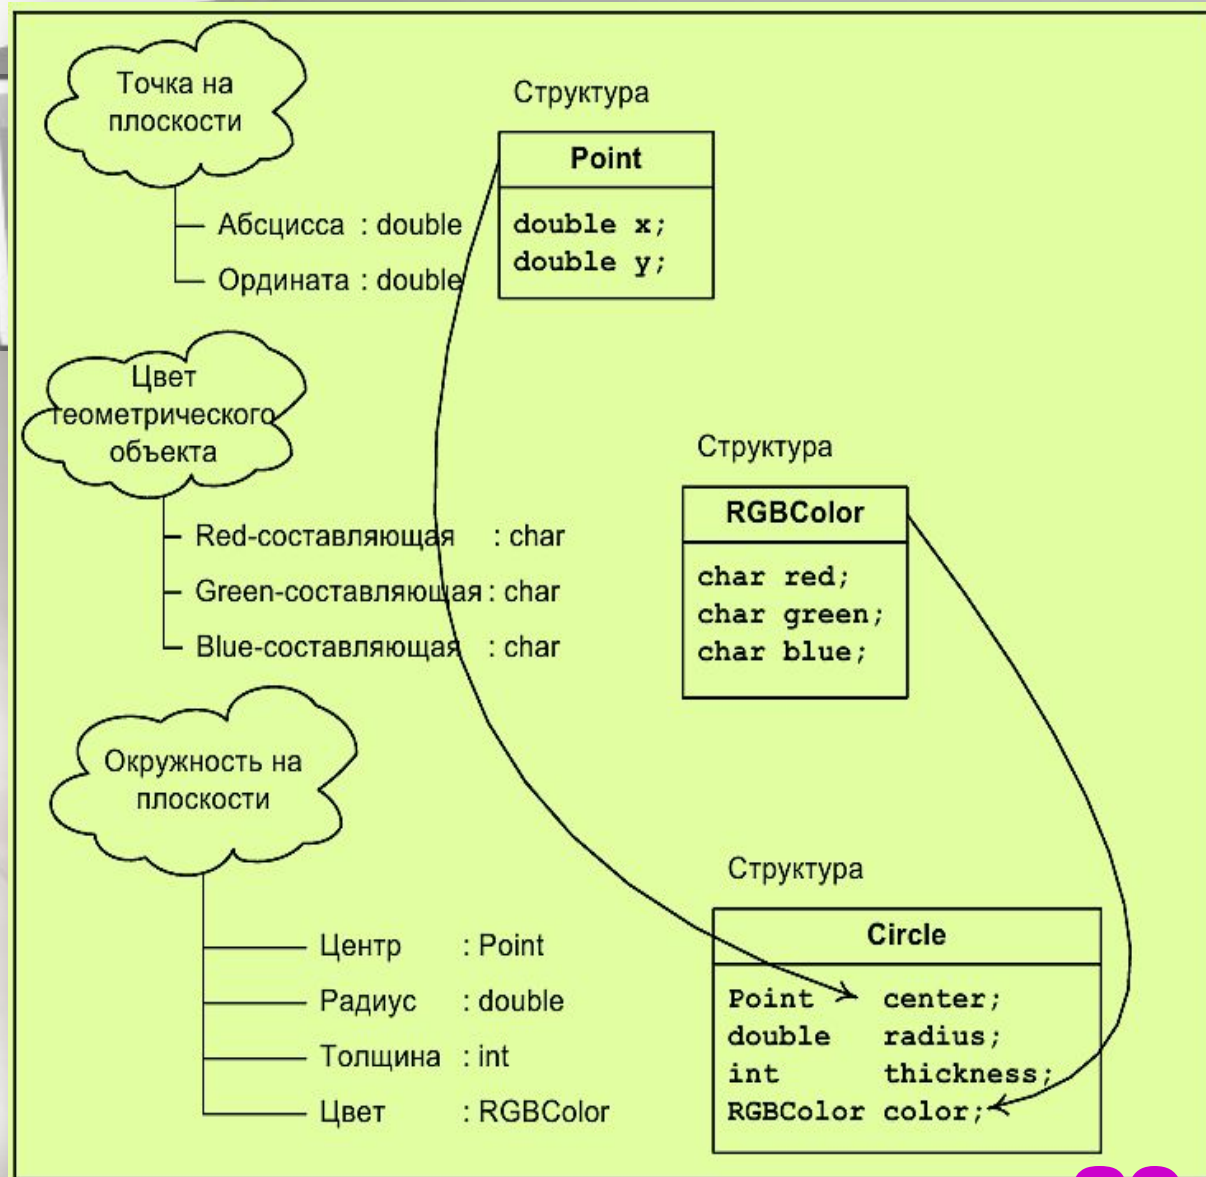 Точка на
плоскости
Абсцисса : double
Ордината : double
Структура
Point
double x;
double y;
Цвет
геометрического
объекта
Red-составляющая : char
Green-составляющая : char
Blue-составляющая : char
Структура
RGBColor
char red;
char green;
char blue;
Окружность на
плоскости
Центр : Point
Радиус : double
Толщина : int
Цвет : RGBColor
Структура
Circle
Point center;
double radius;
int thickness;
RGBColor color;